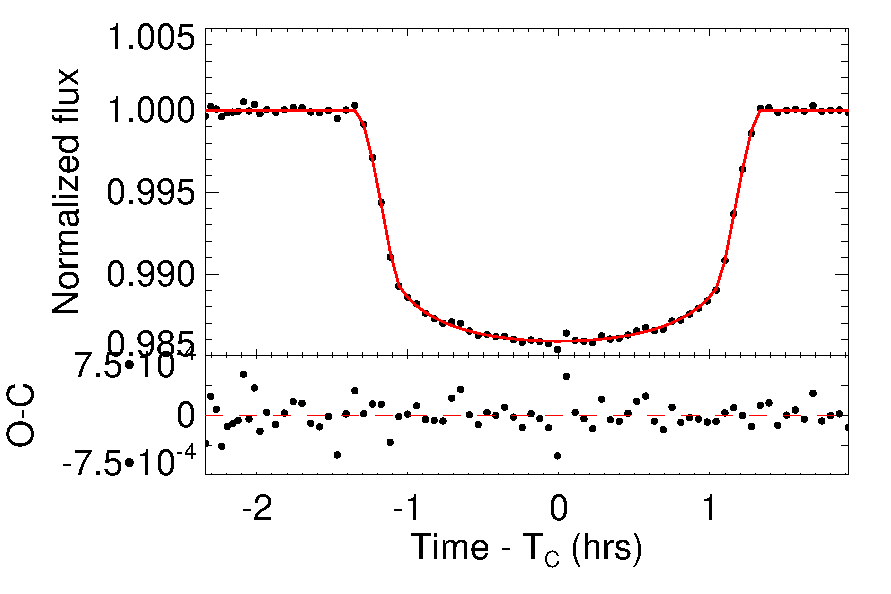 1.005
1.000
0.995
0.990
0.985
Normalized flux
7.5•10⁻⁴
0
-7.5•10⁻⁴
O-C
-2 -1 0 1
Time - T_C (hrs)